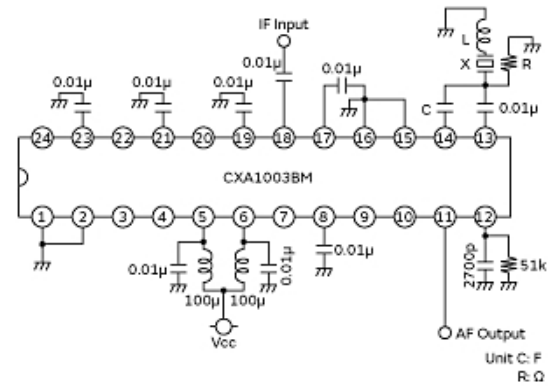 IF Input
0.01µ
L
X
R
0.01µ
0.01µ
0.01µ
0.01µ
C
0.01µ
24 23 22 21 20 19 18 17 16 15 14 13
CXA1003BM
1 2 3 4 5 6 7 8 9 10 11 12
0.01µ
0.01µ
0.01µ
2700p
51k
100µ 100µ
Vcc
AF Output
Unit C: F
R: Ω